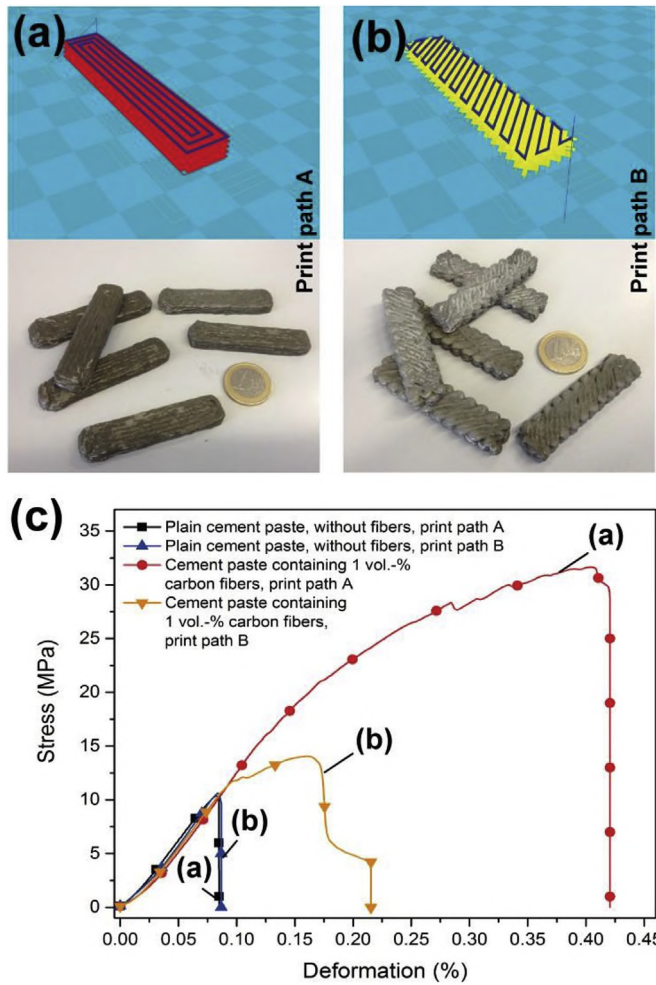 (a)
Print path A
(b)
Print path B
(c)
Plain cement paste, without fibers, print path A
Plain cement paste, without fibers, print path B
Cement paste containing 1 vol.-%
carbon fibers, print path A
Cement paste containing
1 vol.-% carbon fibers,
print path B
(a)
(b)
(b)
(a)
Stress (MPa)
35
30
25
20
15
10
5
0
0.00 0.05 0.10 0.15 0.20 0.25 0.30 0.35 0.40 0.45
Deformation (%)